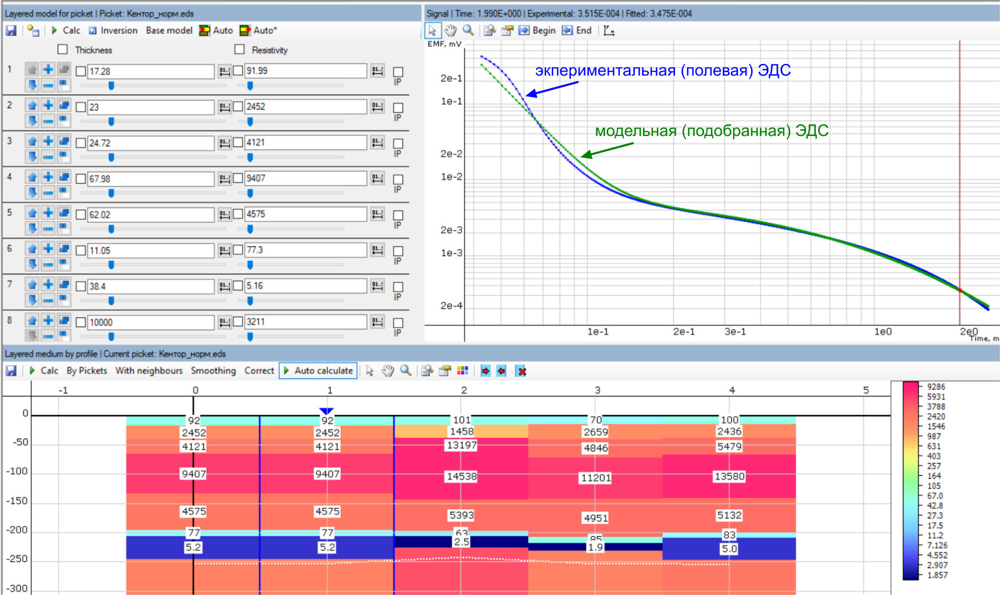 Layered model for picket | Picket: Кентор_норм.eds
Calc Inversion Base model Auto Auto*
Thickness Resistivity
1 17.28 91.99 IP
2 23 2452 IP
3 24.72 4121 IP
4 67.98 9407 IP
5 62.02 4575 IP
6 11.05 77.3 IP
7 38.4 5.16 IP
8 10000 3211 IP
Signal | Time: 1.990E+000 | Experimental: 3.515E-004 | Fitted: 3.475E-004
Begin End
EMF, mV
экпериментальная (полевая) ЭДС
модельная (подобранная) ЭДС
2e-1
1e-1
2e-2
1e-2
2e-3
1e-3
2e-4
1e-1 2e-1 3e-1 1e0 2e0
Time, m
Layered medium by profile | Current picket: Кентор_норм.eds
Calc By Pickets With neighbours Smoothing Correct Auto calculate
-1 0 1 2 3 4 5
0
-50
-100
-150
-200
-250
-300
92 92 101 70 100
2452 2452 1458 2659 2436
4121 4121 13197 4846 5479
9407 9407 14538 11201 13580
4575 4575 5393 4951 5132
77 77 63 85 83
5.2 5.2 2.5 1.9 5.0
9286
5931
3788
2420
1546
987
631
403
257
164
105
67.0
42.8
27.3
17.5
11.2
7.126
4.552
2.907
1.857